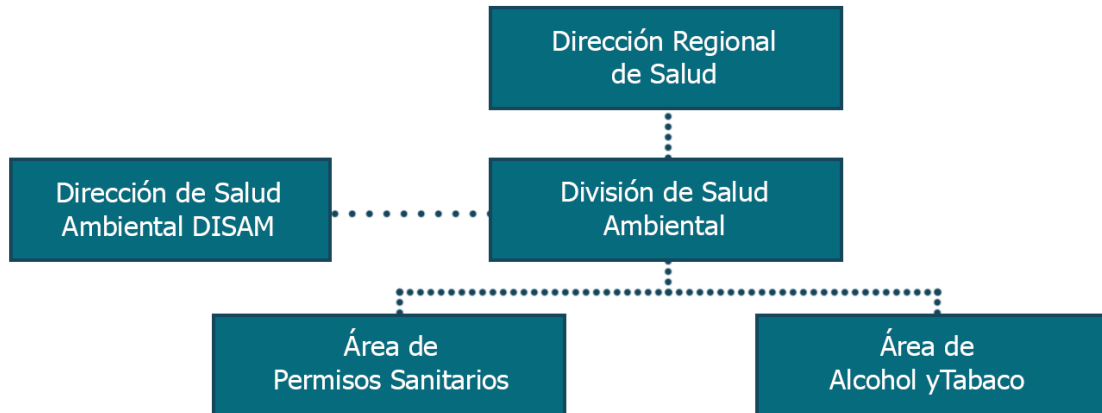 Dirección Regional
de Salud
Dirección de Salud
Ambiental DISAM
División de Salud
Ambiental
Área de
Permisos Sanitarios
Área de
Alcohol yTabaco